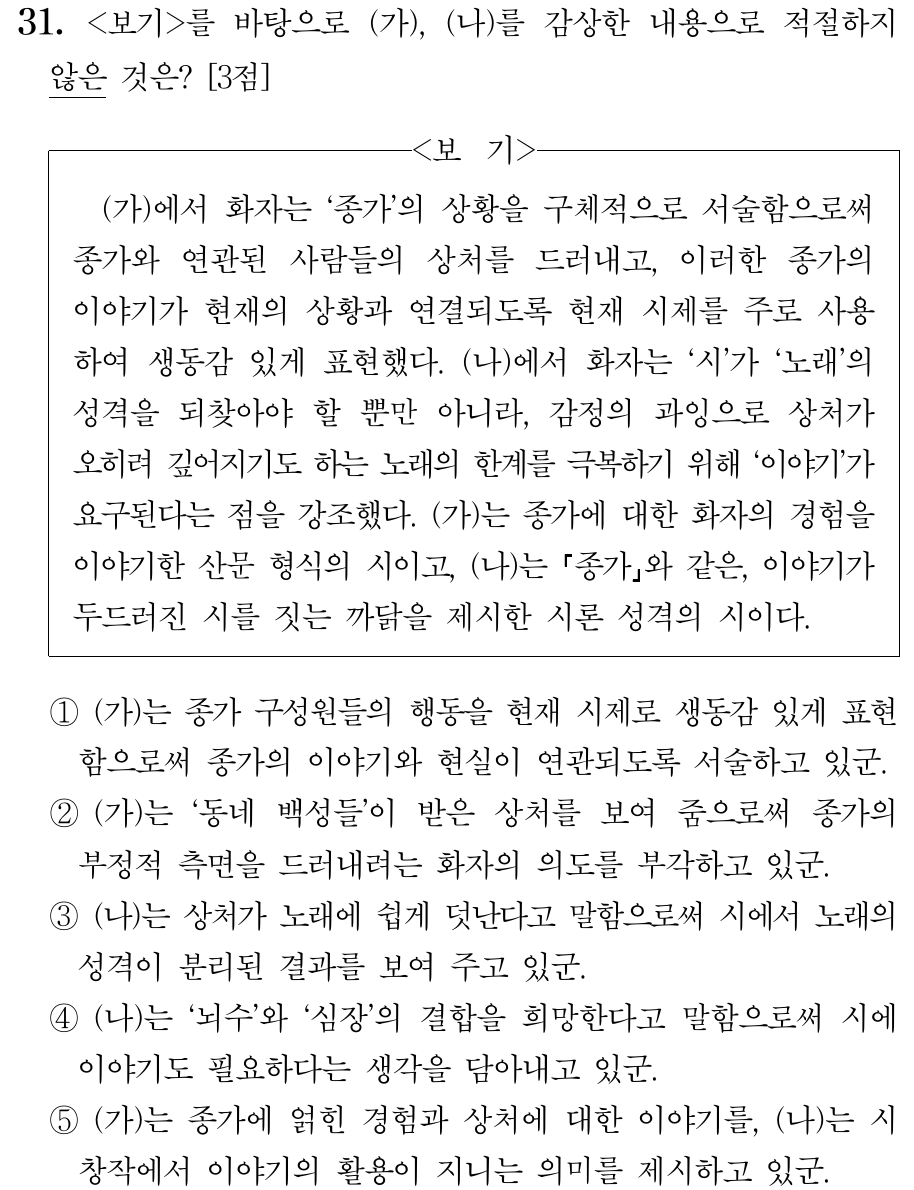 31. <보기>를 바탕으로 (가), (나)를 감상한 내용으로 적절하지
않은 것은? [3점]
<보 기>
(가)에서 화자는 ‘종가’의 상황을 구체적으로 서술함으로써
종가와 연관된 사람들의 상처를 드러내고, 이러한 종가의
이야기가 현재의 상황과 연결되도록 현재 시제를 주로 사용
하여 생동감 있게 표현했다. (나)에서 화자는 ‘시’가 ‘노래’의
성격을 되찾아야 할 뿐만 아니라, 감정의 과잉으로 상처가
오히려 깊어지기도 하는 노래의 한계를 극복하기 위해 ‘이야기’가
요구된다는 점을 강조했다. (가)는 종가에 대한 화자의 경험을
이야기한 산문 형식의 시이고, (나)는 ｢종가｣와 같은, 이야기가
두드러진 시를 짓는 까닭을 제시한 시론 성격의 시이다.
① (가)는 종가 구성원들의 행동을 현재 시제로 생동감 있게 표현
함으로써 종가의 이야기와 현실이 연관되도록 서술하고 있군.
② (가)는 ‘동네 백성들’이 받은 상처를 보여 줌으로써 종가의
부정적 측면을 드러내려는 화자의 의도를 부각하고 있군.
③ (나)는 상처가 노래에 쉽게 덧난다고 말함으로써 시에서 노래의
성격이 분리된 결과를 보여 주고 있군.
④ (나)는 ‘뇌수’와 ‘심장’의 결합을 희망한다고 말함으로써 시에
이야기도 필요하다는 생각을 담아내고 있군.
⑤ (가)는 종가에 얽힌 경험과 상처에 대한 이야기를, (나)는 시
창작에서 이야기의 활용이 지니는 의미를 제시하고 있군.